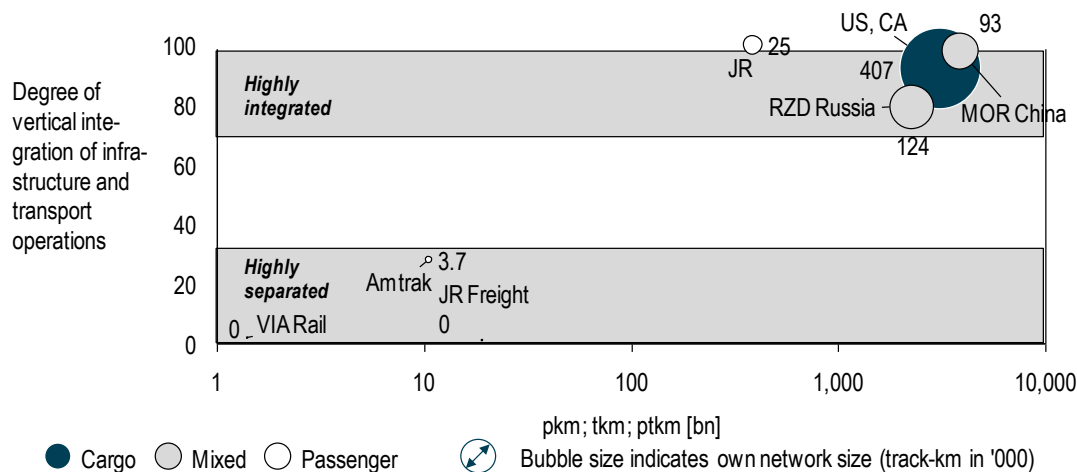 Degree of
vertical inte-
gration of infra-
structure and
transport
operations
100
80
60
40
20
0
Highly
integrated
25
JR
US, CA
93
407
RZD Russia
MOR China
124
Highly
separated
3.7
Amtrak
JR Freight
0 VIA Rail
0
1
10
100
1,000
10,000
pkm; tkm; ptkm [bn]
Cargo Mixed Passenger Bubble size indicates own network size (track-km in '000)